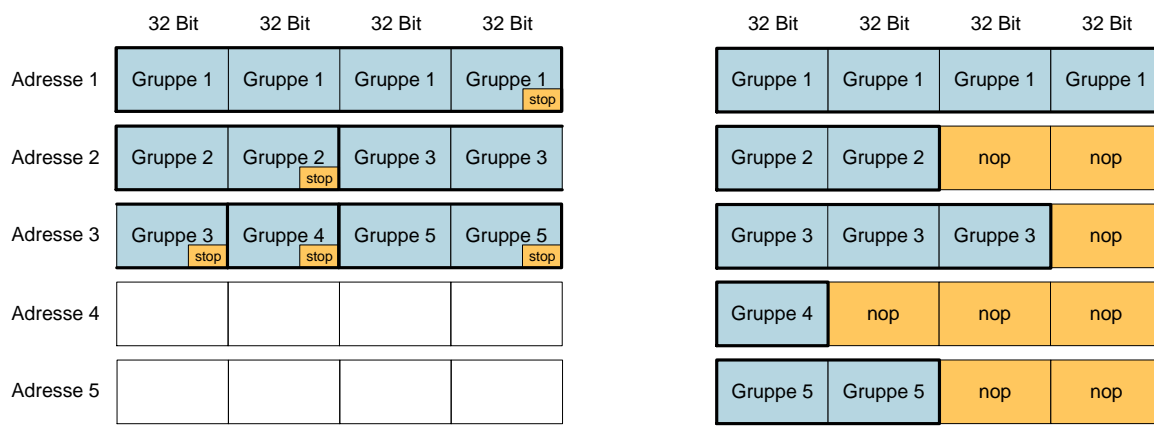 32 Bit 32 Bit 32 Bit 32 Bit 32 Bit 32 Bit 32 Bit 32 Bit
Adresse 1 Gruppe 1 Gruppe 1 Gruppe 1 Gruppe 1 Gruppe 1 Gruppe 1 Gruppe 1 Gruppe 1
stop
Adresse 2 Gruppe 2 Gruppe 2 Gruppe 3 Gruppe 3 Gruppe 2 Gruppe 2 nop nop
stop
Adresse 3 Gruppe 3 Gruppe 4 Gruppe 5 Gruppe 5 Gruppe 3 Gruppe 3 Gruppe 3 nop
stop stop stop
Adresse 4 Gruppe 4 nop nop nop
Adresse 5 Gruppe 5 Gruppe 5 nop nop